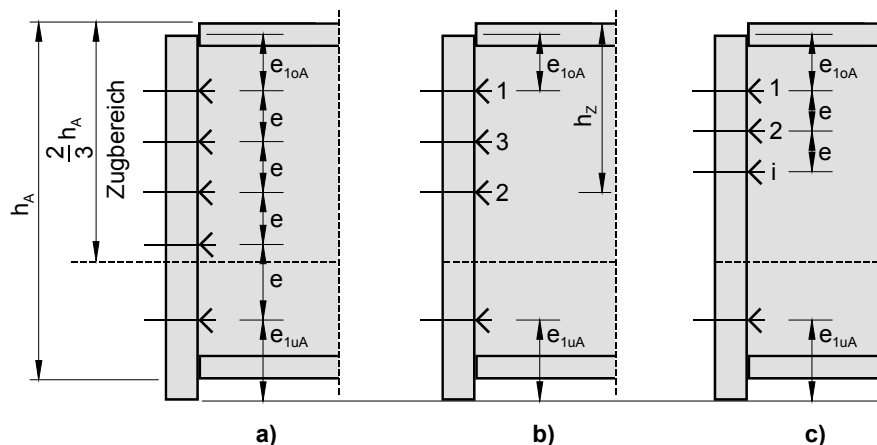 h_A
2/3 h_A
Zugbereich
e_1oA
e
e
e
e
e_1uA
a)
e_1oA
1
3
2
h_Z
e_1uA
b)
e_1oA
1
e
2
e
i
e_1uA
c)